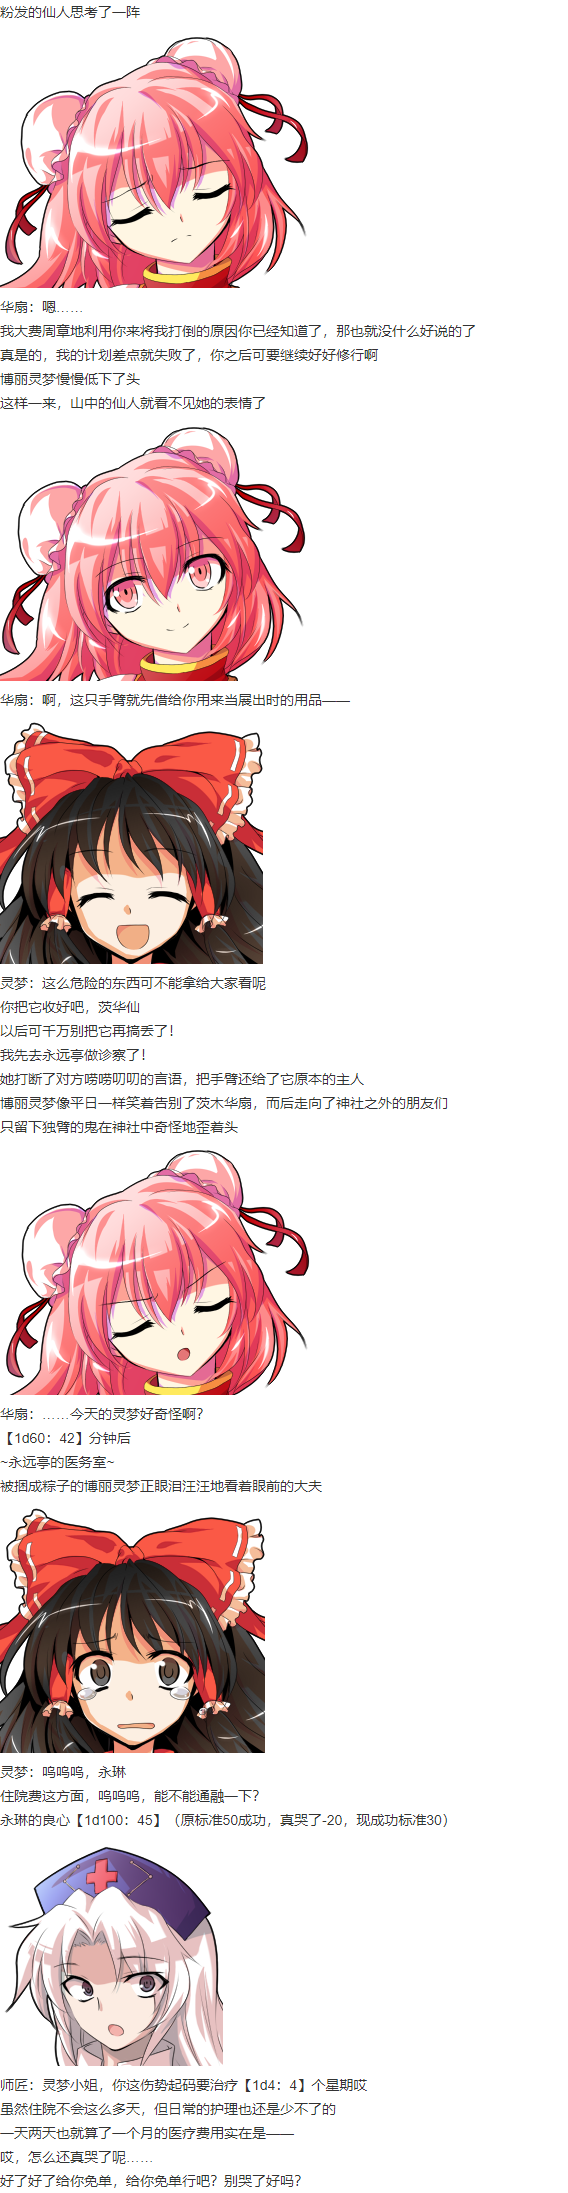 粉发的仙人思考了一阵
华扇：嗯……
我大费周章地利用你来将我打倒的原因你已经知道了，那也就没什么好说的了
真是的，我的计划差点就失败了，你之后可要继续好好修行啊
博丽灵梦慢慢低下了头
这样一来，山中的仙人就看不见她的表情了
华扇：啊，这只手臂就先借给你用来当展出时的用品——
灵梦：这么危险的东西可不能拿给大家看呢
你把它收好吧，茨华仙
以后可千万别把它再搞丢了！
我先去永远亭做诊察了！
她打断了对方唠唠叨叨的言语，把手臂还给了它原本的主人
博丽灵梦像平日一样笑着告别了茨木华扇，而后走向了神社之外的朋友们
只留下独臂的鬼在神社中奇怪地歪着头
华扇：……今天的灵梦好奇怪啊？
【1d60：42】分钟后
~永远亭的医务室~
被捆成粽子的博丽灵梦正眼泪汪汪地看着眼前的大夫
灵梦：呜呜呜，永琳
住院费这方面，呜呜呜，能不能通融一下？
永琳的良心【1d100：45】（原标准50成功，真哭了-20，现成功标准30）
师匠：灵梦小姐，你这伤势起码要治疗【1d4：4】个星期哎
虽然住院不会这么多天，但日常的护理也还是少不了的
一天两天也就算了一个月的医疗费用实在是——
哎，怎么还真哭了呢……
好了好了给你免单，给你免单行吧？别哭了好吗？